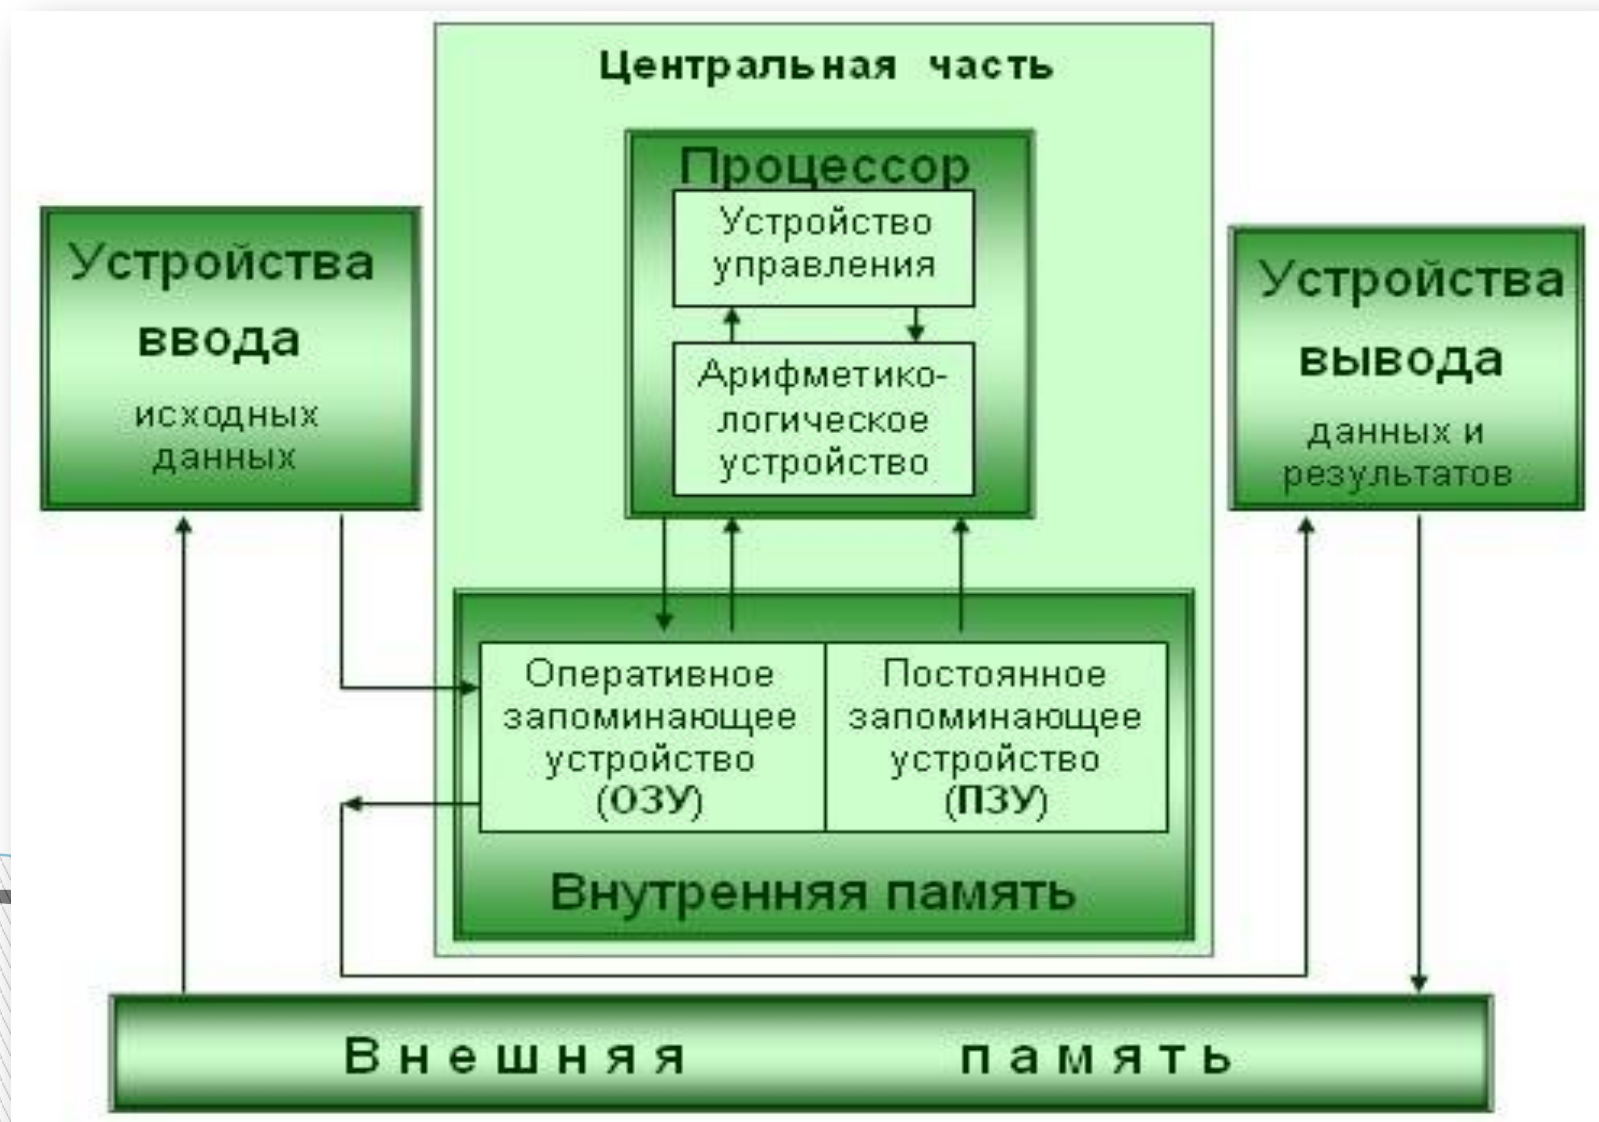 Центральная часть
Процессор
Устройство
управления
Арифметико-
логическое
устройство
Устройства
ввода
исходных
данных
Устройства
вывода
данных и
результатов
Оперативное
запоминающее
устройство
(ОЗУ)
Постоянное
запоминающее
устройство
(ПЗУ)
Внутренняя память
Внешняя память